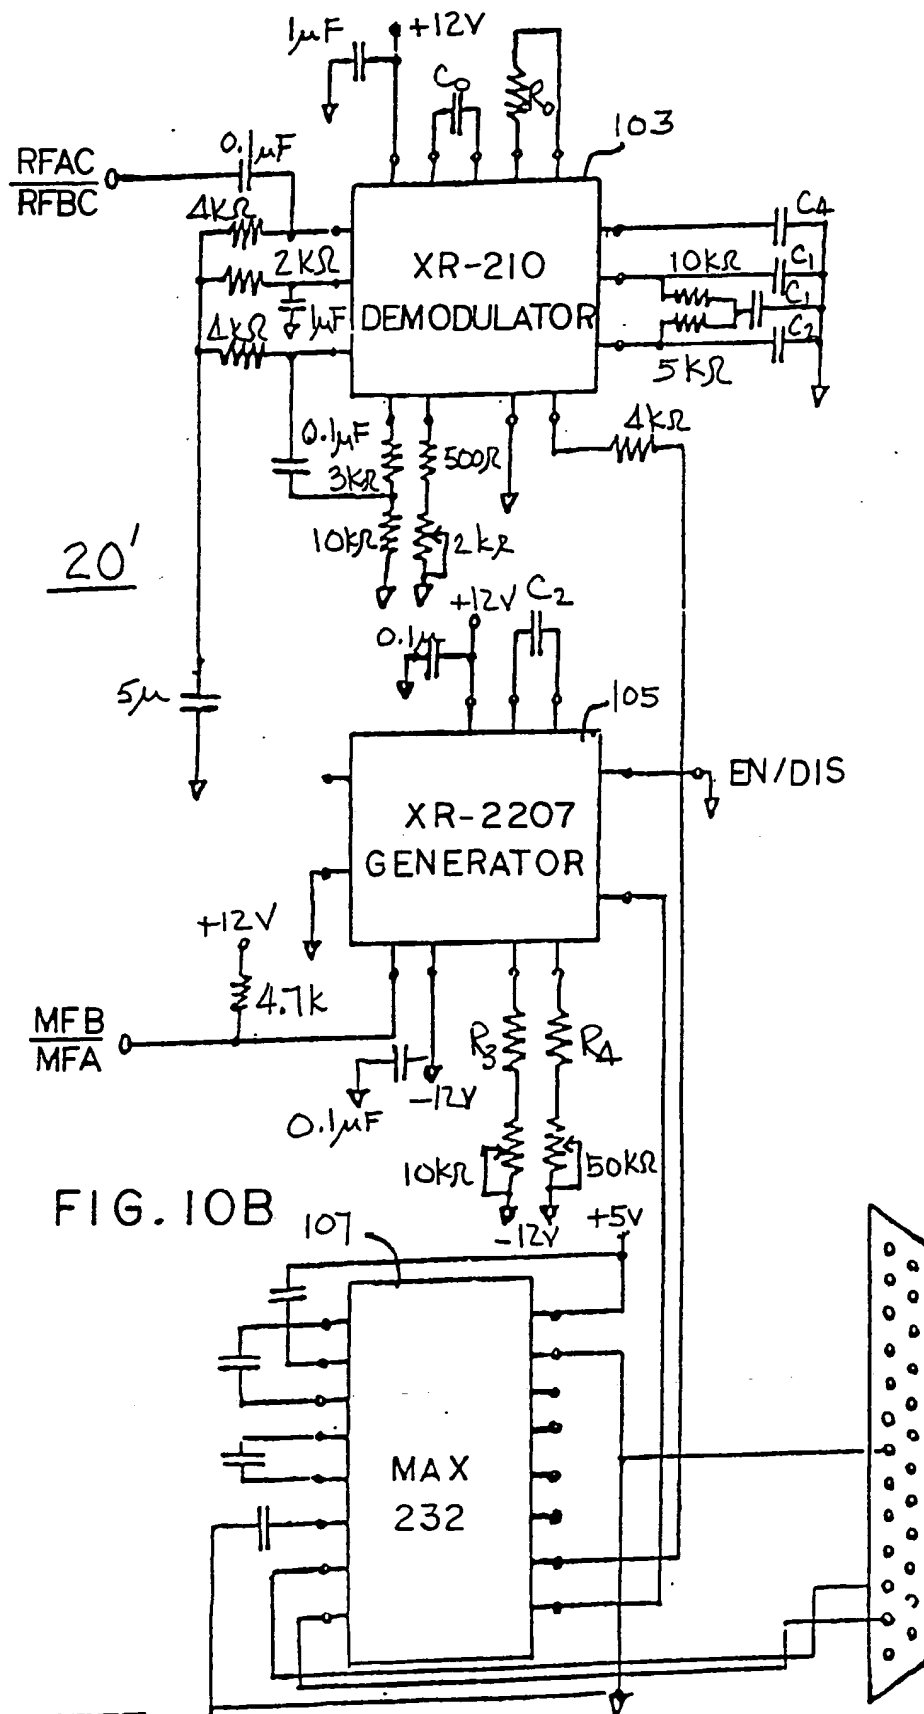 1μF
+12V
C0
R0
103
0.1μF
RFAC
RFBC
4kΩ
2kΩ
1μF
4kΩ
XR-210
DEMODULATOR
C4
10kΩ
C1
C1
C2
5kΩ
4kΩ
0.1μF
3kΩ
500Ω
10kΩ
2kΩ
20'
+12V
C2
0.1μ
5μ
105
EN/DIS
XR-2207
GENERATOR
+12V
4.7k
MFB
MFA
R3
R4
-12V
0.1μF
10kΩ
50kΩ
FIG. 10B
-12V
+5V
107
MAX
232